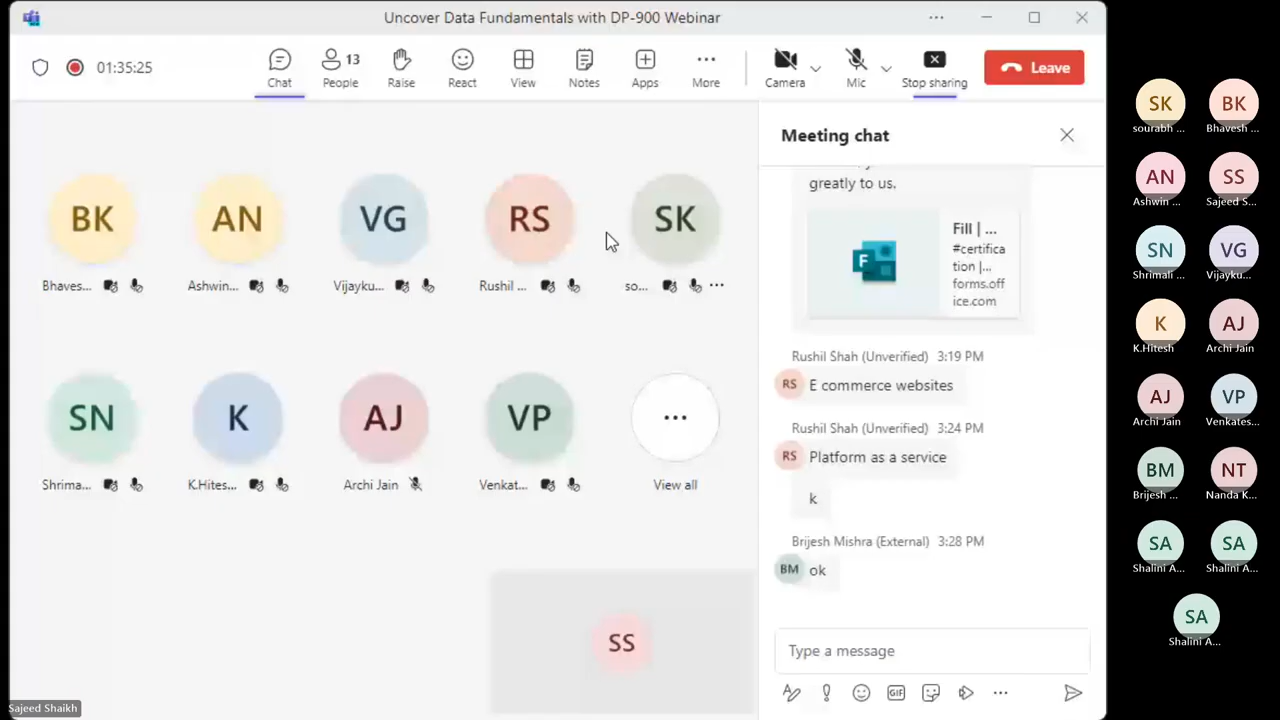 Uncover Data Fundamentals with DP-900 Webinar
01:35:25
Chat
13
People
Raise
React
View
Notes
Apps
More
Camera
Mic
Stop sharing
Leave
BK
Bhaves...
AN
Ashwin...
VG
Vijayku...
RS
Rushil ...
SK
so...
SN
Shrima...
K
K.Hites...
AJ
Archi Jain
VP
Venkat...
View all
SS
Sajeed Shaikh
Meeting chat
greatly to us.
F
Fill | ...
#certifica
tion |...
forms.off
ice.com
Rushil Shah (Unverified) 3:19 PM
RS E commerce websites
Rushil Shah (Unverified) 3:24 PM
RS Platform as a service
k
Brijesh Mishra (External) 3:28 PM
BM ok
Type a message
GIF
SK
sourabh ...
BK
Bhavesh ...
AN
Ashwin ...
SS
Sajeed S...
SN
Shrimali ...
VG
Vijayku...
K
K.Hitesh
AJ
Archi Jain
AJ
Archi Jain
VP
Venkates...
BM
Brijesh ...
NT
Nanda K...
SA
Shalini A...
SA
Shalini A...
SA
Shalini A...